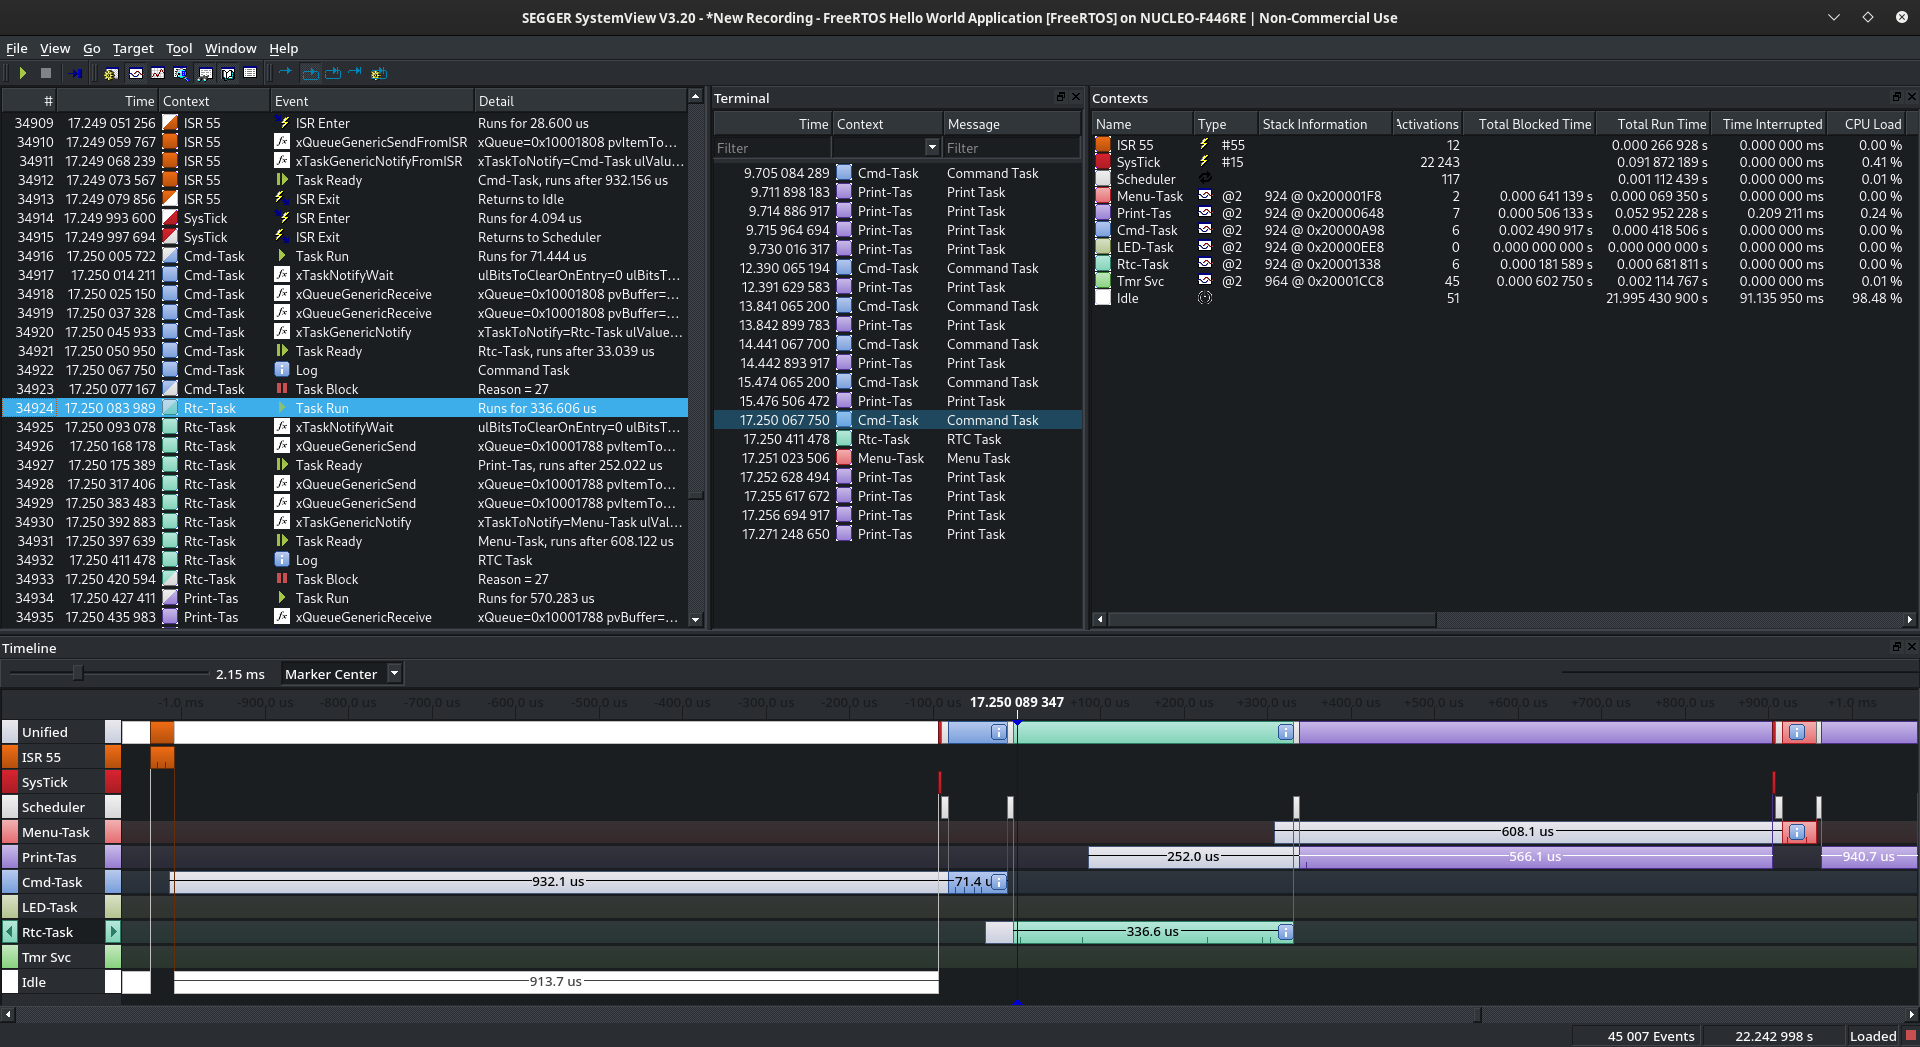 SEGGER SystemView V3.20 - *New Recording - FreeRTOS Hello World Application [FreeRTOS] on NUCLEO-F446RE | Non-Commercial Use
File View Go Target Tool Window Help
# Time Context Event Detail
34909 17.249 051 256 ISR 55 ISR Enter Runs for 28.600 us
34910 17.249 059 767 ISR 55 xQueueGenericSendFromISR xQueue=0x10001808 pvItemTo...
34911 17.249 068 239 ISR 55 xTaskGenericNotifyFromISR xTaskToNotify=Cmd-Task ulValu...
34912 17.249 073 567 ISR 55 Task Ready Cmd-Task, runs after 932.156 us
34913 17.249 079 856 ISR 55 ISR Exit Returns to Idle
34914 17.249 993 600 SysTick ISR Enter Runs for 4.094 us
34915 17.249 997 694 SysTick ISR Exit Returns to Scheduler
34916 17.250 005 722 Cmd-Task Task Run Runs for 71.444 us
34917 17.250 014 211 Cmd-Task xTaskNotifyWait ulBitsToClearOnEntry=0 ulBitsT...
34918 17.250 025 150 Cmd-Task xQueueGenericReceive xQueue=0x10001808 pvBuffer=...
34919 17.250 037 328 Cmd-Task xQueueGenericReceive xQueue=0x10001808 pvBuffer=...
34920 17.250 045 933 Cmd-Task xTaskGenericNotify xTaskToNotify=Rtc-Task ulValue...
34921 17.250 050 950 Cmd-Task Task Ready Rtc-Task, runs after 33.039 us
34922 17.250 067 750 Cmd-Task Log Command Task
34923 17.250 077 167 Cmd-Task Task Block Reason = 27
34924 17.250 083 989 Rtc-Task Task Run Runs for 336.606 us
34925 17.250 093 078 Rtc-Task xTaskNotifyWait ulBitsToClearOnEntry=0 ulBitsT...
34926 17.250 168 178 Rtc-Task xQueueGenericSend xQueue=0x10001788 pvItemTo...
34927 17.250 175 389 Rtc-Task Task Ready Print-Tas, runs after 252.022 us
34928 17.250 317 406 Rtc-Task xQueueGenericSend xQueue=0x10001788 pvItemTo...
34929 17.250 383 483 Rtc-Task xQueueGenericSend xQueue=0x10001788 pvItemTo...
34930 17.250 392 883 Rtc-Task xTaskGenericNotify xTaskToNotify=Menu-Task ulVal...
34931 17.250 397 639 Rtc-Task Task Ready Menu-Task, runs after 608.122 us
34932 17.250 411 478 Rtc-Task Log RTC Task
34933 17.250 420 594 Rtc-Task Task Block Reason = 27
34934 17.250 427 411 Print-Tas Task Run Runs for 570.283 us
34935 17.250 435 983 Print-Tas xQueueGenericReceive xQueue=0x10001788 pvBuffer=...
Terminal
Time Context Message
Filter Filter
9.705 084 289 Cmd-Task Command Task
9.711 898 183 Print-Tas Print Task
9.714 886 917 Print-Tas Print Task
9.715 964 694 Print-Tas Print Task
9.730 016 317 Print-Tas Print Task
12.390 065 194 Cmd-Task Command Task
12.391 629 583 Print-Tas Print Task
13.841 065 200 Cmd-Task Command Task
13.842 899 783 Print-Tas Print Task
14.441 067 700 Cmd-Task Command Task
14.442 893 917 Print-Tas Print Task
15.474 065 200 Cmd-Task Command Task
15.476 506 472 Print-Tas Print Task
17.250 067 750 Cmd-Task Command Task
17.250 411 478 Rtc-Task RTC Task
17.251 023 506 Menu-Task Menu Task
17.252 628 494 Print-Tas Print Task
17.255 617 672 Print-Tas Print Task
17.256 694 917 Print-Tas Print Task
17.271 248 650 Print-Tas Print Task
Contexts
Name Type Stack Information Activations Total Blocked Time Total Run Time Time Interrupted CPU Load
ISR 55 #55 12 0.000 266 928 s 0.000 000 ms 0.00 %
SysTick #15 22 243 0.091 872 189 s 0.000 000 ms 0.41 %
Scheduler 117 0.001 112 439 s 0.000 000 ms 0.01 %
Menu-Task @2 924 @ 0x200001F8 2 0.000 641 139 s 0.000 069 350 s 0.000 000 ms 0.00 %
Print-Tas @2 924 @ 0x20000648 7 0.000 506 133 s 0.052 952 228 s 0.209 211 ms 0.24 %
Cmd-Task @2 924 @ 0x20000A98 6 0.002 490 917 s 0.000 418 506 s 0.000 000 ms 0.00 %
LED-Task @2 924 @ 0x20000EE8 0 0.000 000 000 s 0.000 000 000 s 0.000 000 ms 0.00 %
Rtc-Task @2 924 @ 0x20001338 6 0.000 181 589 s 0.000 681 811 s 0.000 000 ms 0.00 %
Tmr Svc @2 964 @ 0x20001CC8 45 0.000 602 750 s 0.002 114 767 s 0.000 000 ms 0.01 %
Idle 51 21.995 430 900 s 91.135 950 ms 98.48 %
Timeline
2.15 ms Marker Center
-1.0 ms -900,0 us -800,0 us -700,0 us -600,0 us -500,0 us -400,0 us -300,0 us -200,0 us -100,0 us 17.250 089 347 +100,0 us +200,0 us +300,0 us +400,0 us +500,0 us +600,0 us +700,0 us +800,0 us +900,0 us +1.0 ms
Unified
ISR 55
SysTick
Scheduler
Menu-Task 608.1 us
Print-Tas 252.0 us 566.1 us 940.7 us
Cmd-Task 932.1 us 71.4 u
LED-Task
Rtc-Task 336.6 us
Tmr Svc
Idle 913.7 us
45 007 Events 22.242 998 s Loaded